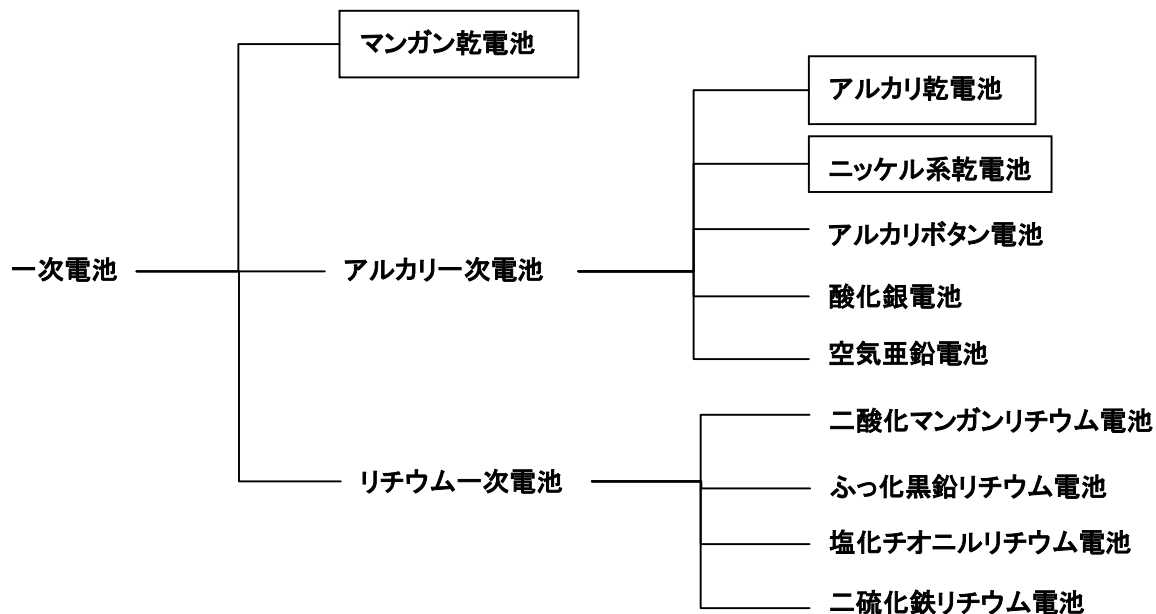 一次電池
マンガン乾電池
アルカリ一次電池
アルカリ乾電池
ニッケル系乾電池
アルカリボタン電池
酸化銀電池
空気亜鉛電池
リチウム一次電池
二酸化マンガンリチウム電池
ふっ化黒鉛リチウム電池
塩化チオニルリチウム電池
二硫化鉄リチウム電池